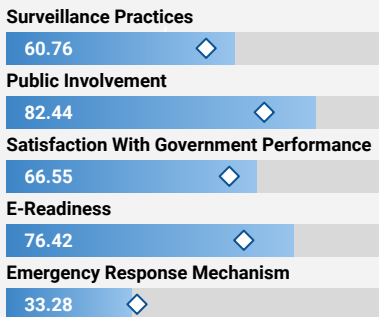 Surveillance Practices
60.76
Public Involvement
82.44
Satisfaction With Government Performance
66.55
E-Readiness
76.42
Emergency Response Mechanism
33.28